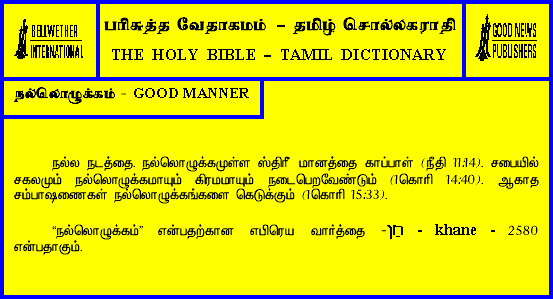 BELLWETHER
INTERNATIONAL
பரிசுத்த வேதாகமம் – தமிழ் சொல்லகராதி
THE HOLY BIBLE – TAMIL DICTIONARY
GOOD NEWS
PUBLISHERS
நல்லொழுக்கம் - GOOD MANNER
நல்ல நடத்தை. நல்லொழுக்கமுள்ள ஸ்திரீ மானத்தை காப்பாள் (நீதி 11:14). சபையில்
சகலமும் நல்லொழுக்கமாயும் கிரமமாயும் நடைபெறவேண்டும் (1கொரி 14:40). ஆகாத
சம்பாஷணைகள் நல்லொழுக்கங்களை கெடுக்கும் (1கொரி 15:33).
“நல்லொழுக்கம்” என்பதற்கான எபிரெய வார்த்தை -חן - khane - 2580
என்பதாகும்.